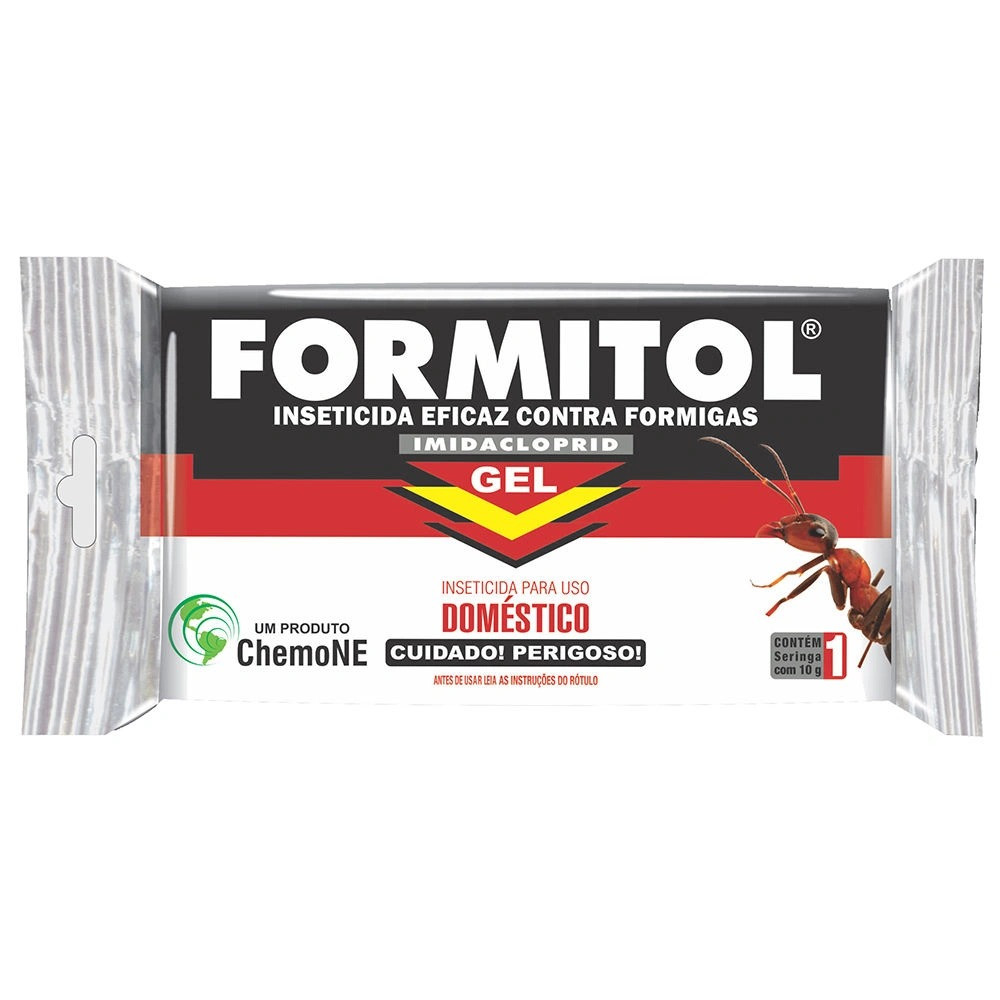 FORMITOL®
INSETICIDA EFICAZ CONTRA FORMIGAS
IMIDACLOPRID
GEL
INSETICIDA PARA USO
DOMÉSTICO
CUIDADO! PERIGOSO!
ANTES DE USAR LEIA AS INSTRUÇÕES DO RÓTULO
UM PRODUTO
ChemoNE
CONTÉM
Seringa
com 10 g
1